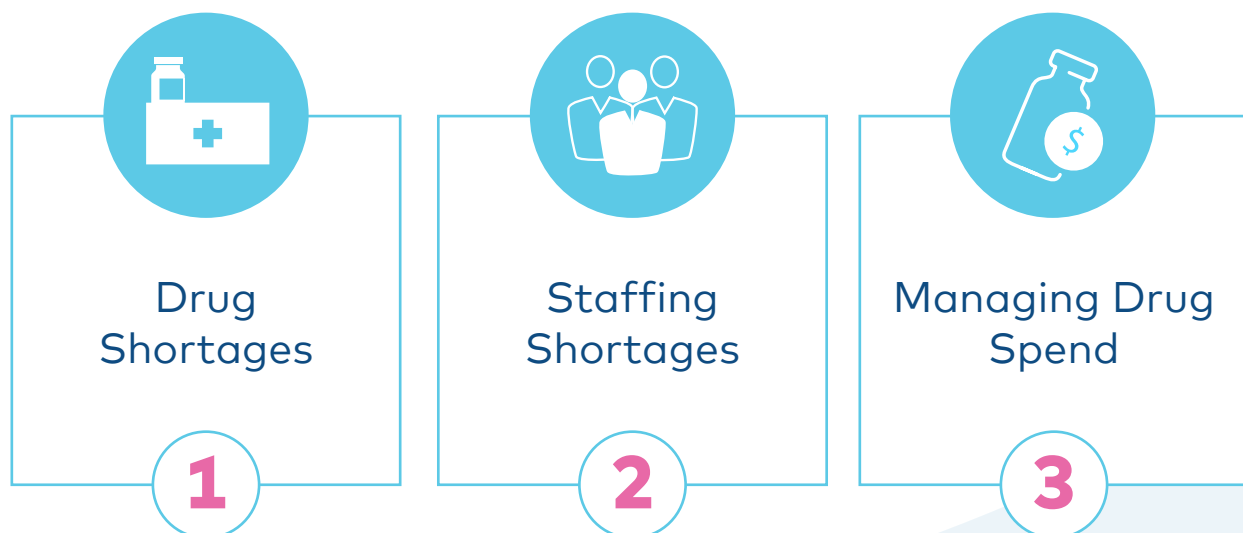 $
Drug
Shortages
1
Staffing
Shortages
2
Managing Drug
Spend
3